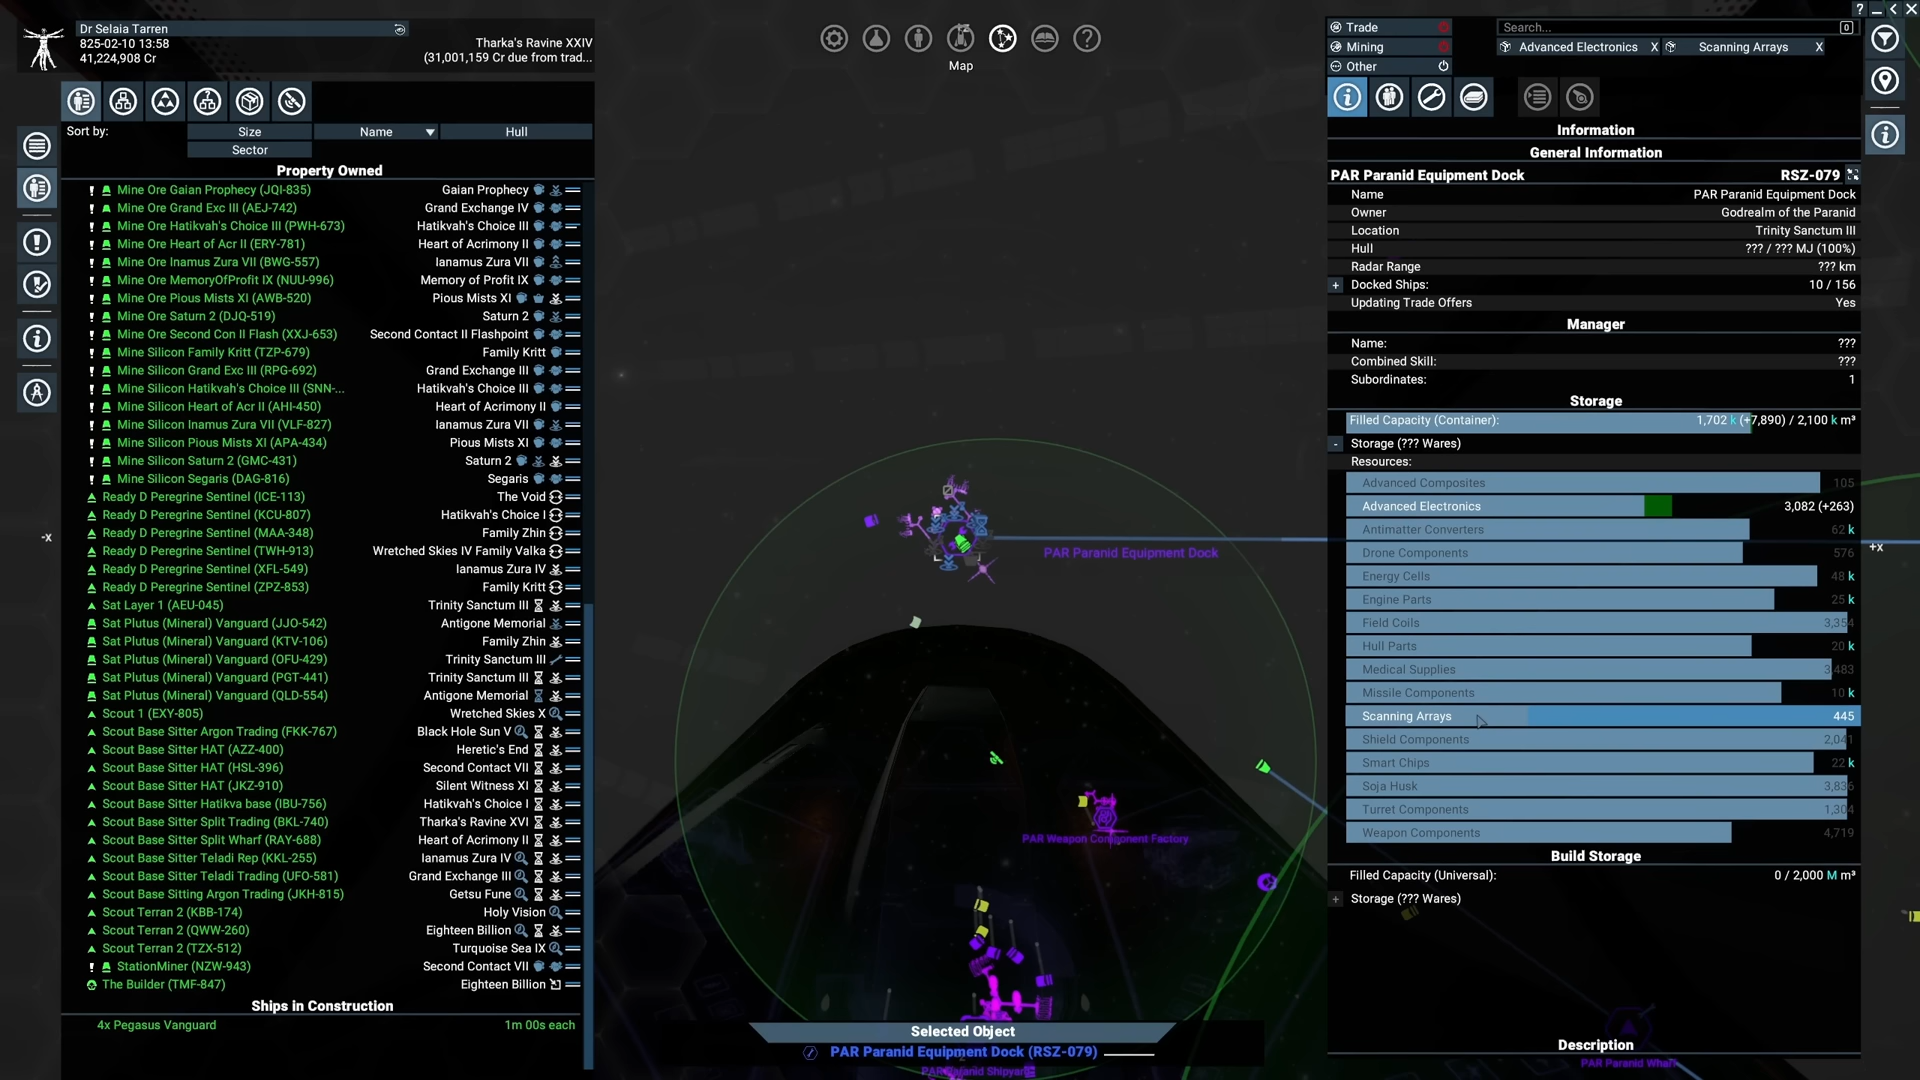 Dr Selaia Tarren
825-02-10 13:58
41,224,908 Cr
Tharka's Ravine XXIV
(31,001,159 Cr due from trad...
Map
Sort by:
Size
Name
Hull
Sector
Property Owned
Mine Ore Gaian Prophecy (JQI-835) Gaian Prophecy
Mine Ore Grand Exc III (AEJ-742) Grand Exchange IV
Mine Ore Hatikvah's Choice III (PWH-673) Hatikvah's Choice III
Mine Ore Heart of Acr II (ERY-781) Heart of Acrimony II
Mine Ore Inamus Zura VII (BWG-557) Ianamus Zura VII
Mine Ore MemoryOfProfit IX (NUU-996) Memory of Profit IX
Mine Ore Pious Mists XI (AWB-520) Pious Mists XI
Mine Ore Saturn 2 (DJQ-519) Saturn 2
Mine Ore Second Con II Flash (XXJ-653) Second Contact II Flashpoint
Mine Silicon Family Kritt (TZP-679) Family Kritt
Mine Silicon Grand Exc III (RPG-692) Grand Exchange III
Mine Silicon Hatikvah's Choice III (SNN-... Hatikvah's Choice III
Mine Silicon Heart of Acr II (AHI-450) Heart of Acrimony II
Mine Silicon Inamus Zura VII (VLF-827) Ianamus Zura VII
Mine Silicon Pious Mists XI (APA-434) Pious Mists XI
Mine Silicon Saturn 2 (GMC-431) Saturn 2
Mine Silicon Segaris (DAG-816) Segaris
Ready D Peregrine Sentinel (ICE-113) The Void
Ready D Peregrine Sentinel (KCU-807) Hatikvah's Choice I
Ready D Peregrine Sentinel (MAA-348) Family Zhin
Ready D Peregrine Sentinel (TWH-913) Wretched Skies IV Family Valka
Ready D Peregrine Sentinel (XFL-549) Ianamus Zura IV
Ready D Peregrine Sentinel (ZPZ-853) Family Kritt
Sat Layer 1 (AEU-045) Trinity Sanctum III
Sat Plutus (Mineral) Vanguard (JJO-542) Antigone Memorial
Sat Plutus (Mineral) Vanguard (KTV-106) Family Zhin
Sat Plutus (Mineral) Vanguard (OFU-429) Trinity Sanctum III
Sat Plutus (Mineral) Vanguard (PGT-441) Trinity Sanctum III
Sat Plutus (Mineral) Vanguard (QLD-554) Antigone Memorial
Scout 1 (EXY-805) Wretched Skies X
Scout Base Sitter Argon Trading (FKK-767) Black Hole Sun V
Scout Base Sitter HAT (AZZ-400) Heretic's End
Scout Base Sitter HAT (HSL-396) Second Contact VII
Scout Base Sitter HAT (JKZ-910) Silent Witness XI
Scout Base Sitter Hatikva base (IBU-756) Hatikvah's Choice I
Scout Base Sitter Split Trading (BKL-740) Tharka's Ravine XVI
Scout Base Sitter Split Wharf (RAY-688) Heart of Acrimony II
Scout Base Sitter Teladi Rep (KKL-255) Ianamus Zura IV
Scout Base Sitter Teladi Trading (UFO-581) Grand Exchange III
Scout Base Sitting Argon Trading (JKH-815) Getsu Fune
Scout Terran 2 (KBB-174) Holy Vision
Scout Terran 2 (QWW-260) Eighteen Billion
Scout Terran 2 (TZX-512) Turquoise Sea IX
StationMiner (NZW-943) Second Contact VII
The Builder (TMF-847) Eighteen Billion
Ships in Construction
4x Pegasus Vanguard 1m 00s each
-x
PAR Paranid Equipment Dock
PAR Weapon Component Factory
Selected Object
PAR Paranid Equipment Dock (RSZ-079)
PAR Paranid Shipyard
+x
Trade
Mining
Other
Search...
0
Advanced Electronics X
Scanning Arrays X
Information
General Information
PAR Paranid Equipment Dock RSZ-079
Name PAR Paranid Equipment Dock
Owner Godrealm of the Paranid
Location Trinity Sanctum III
Hull ??? / ??? MJ (100%)
Radar Range ??? km
+ Docked Ships: 10 / 156
Updating Trade Offers Yes
Manager
Name: ???
Combined Skill: ???
Subordinates: 1
Storage
Filled Capacity (Container): 1,702 k (+7,890) / 2,100 k m³
- Storage (??? Wares)
Resources:
Advanced Composites 105
Advanced Electronics 3,082 (+263)
Antimatter Converters 62 k
Drone Components 576
Energy Cells 48 k
Engine Parts 25 k
Field Coils 3,354
Hull Parts 20 k
Medical Supplies 3,483
Missile Components 10 k
Scanning Arrays 445
Shield Components 2,041
Smart Chips 22 k
Soja Husk 3,836
Turret Components 1,304
Weapon Components 4,719
Build Storage
Filled Capacity (Universal): 0 / 2,000 M m³
+ Storage (??? Wares)
Description
PAR Paranid Wharf